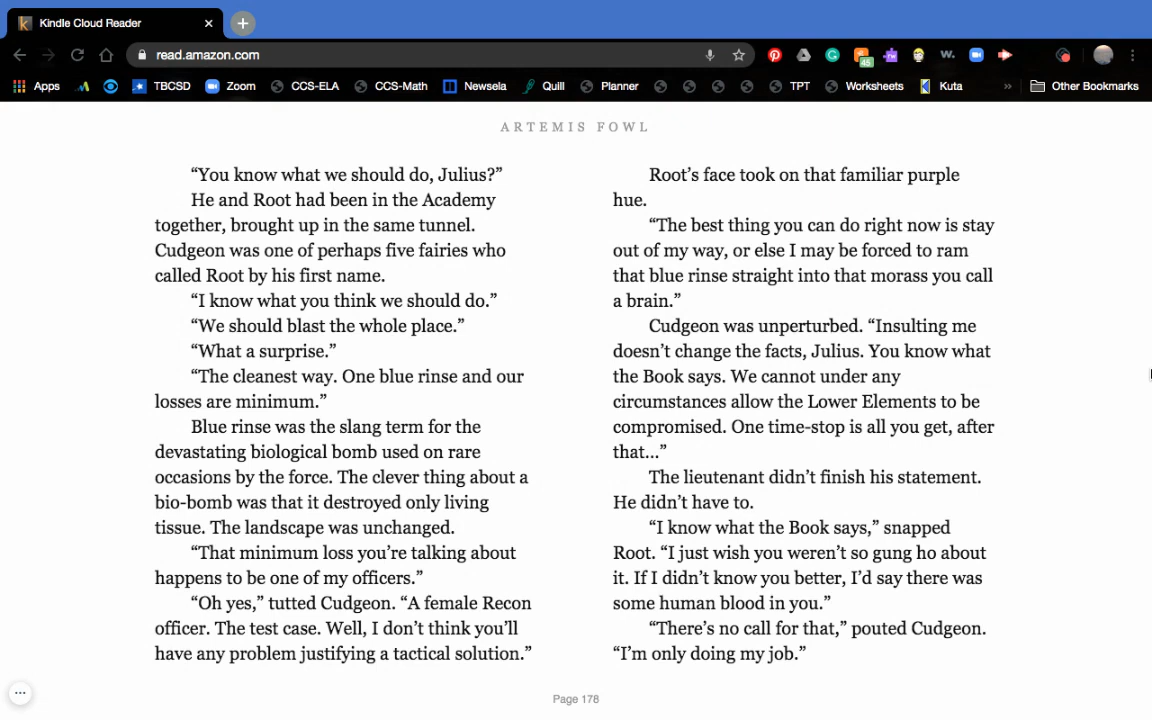 Kindle Cloud Reader
read.amazon.com
45
w.
Apps
TBCSD
Zoom
CCS-ELA
CCS-Math
Newsela
Quill
Planner
TPT
Worksheets
Kuta
»
Other Bookmarks
ARTEMIS FOWL
“You know what we should do, Julius?”
He and Root had been in the Academy
together, brought up in the same tunnel.
Cudgeon was one of perhaps five fairies who
called Root by his first name.
“I know what you think we should do.”
“We should blast the whole place.”
“What a surprise.”
“The cleanest way. One blue rinse and our
losses are minimum.”
Blue rinse was the slang term for the
devastating biological bomb used on rare
occasions by the force. The clever thing about a
bio-bomb was that it destroyed only living
tissue. The landscape was unchanged.
“That minimum loss you’re talking about
happens to be one of my officers.”
“Oh yes,” tutted Cudgeon. “A female Recon
officer. The test case. Well, I don’t think you’ll
have any problem justifying a tactical solution.”
Root’s face took on that familiar purple
hue.
“The best thing you can do right now is stay
out of my way, or else I may be forced to ram
that blue rinse straight into that morass you call
a brain.”
Cudgeon was unperturbed. “Insulting me
doesn’t change the facts, Julius. You know what
the Book says. We cannot under any
circumstances allow the Lower Elements to be
compromised. One time-stop is all you get, after
that...”
The lieutenant didn’t finish his statement.
He didn’t have to.
“I know what the Book says,” snapped
Root. “I just wish you weren’t so gung ho about
it. If I didn’t know you better, I’d say there was
some human blood in you.”
“There’s no call for that,” pouted Cudgeon.
“I’m only doing my job.”
Page 178